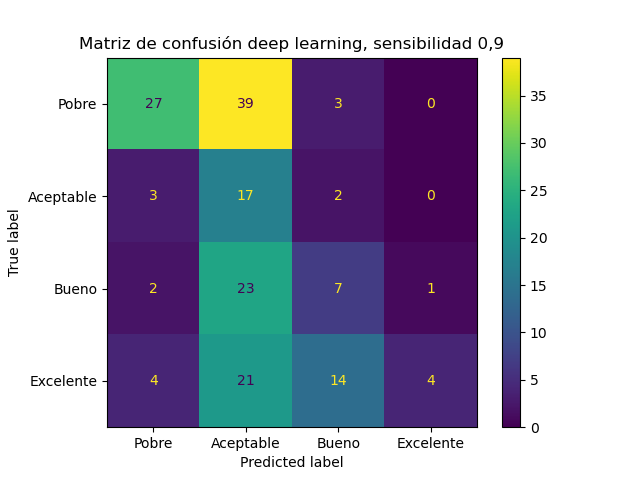 Matriz de confusión deep learning, sensibilidad 0,9
True label
Pobre 27 39 3 0
Aceptable 3 17 2 0
Bueno 2 23 7 1
Excelente 4 21 14 4
Pobre Aceptable Bueno Excelente
Predicted label
35
30
25
20
15
10
5
0